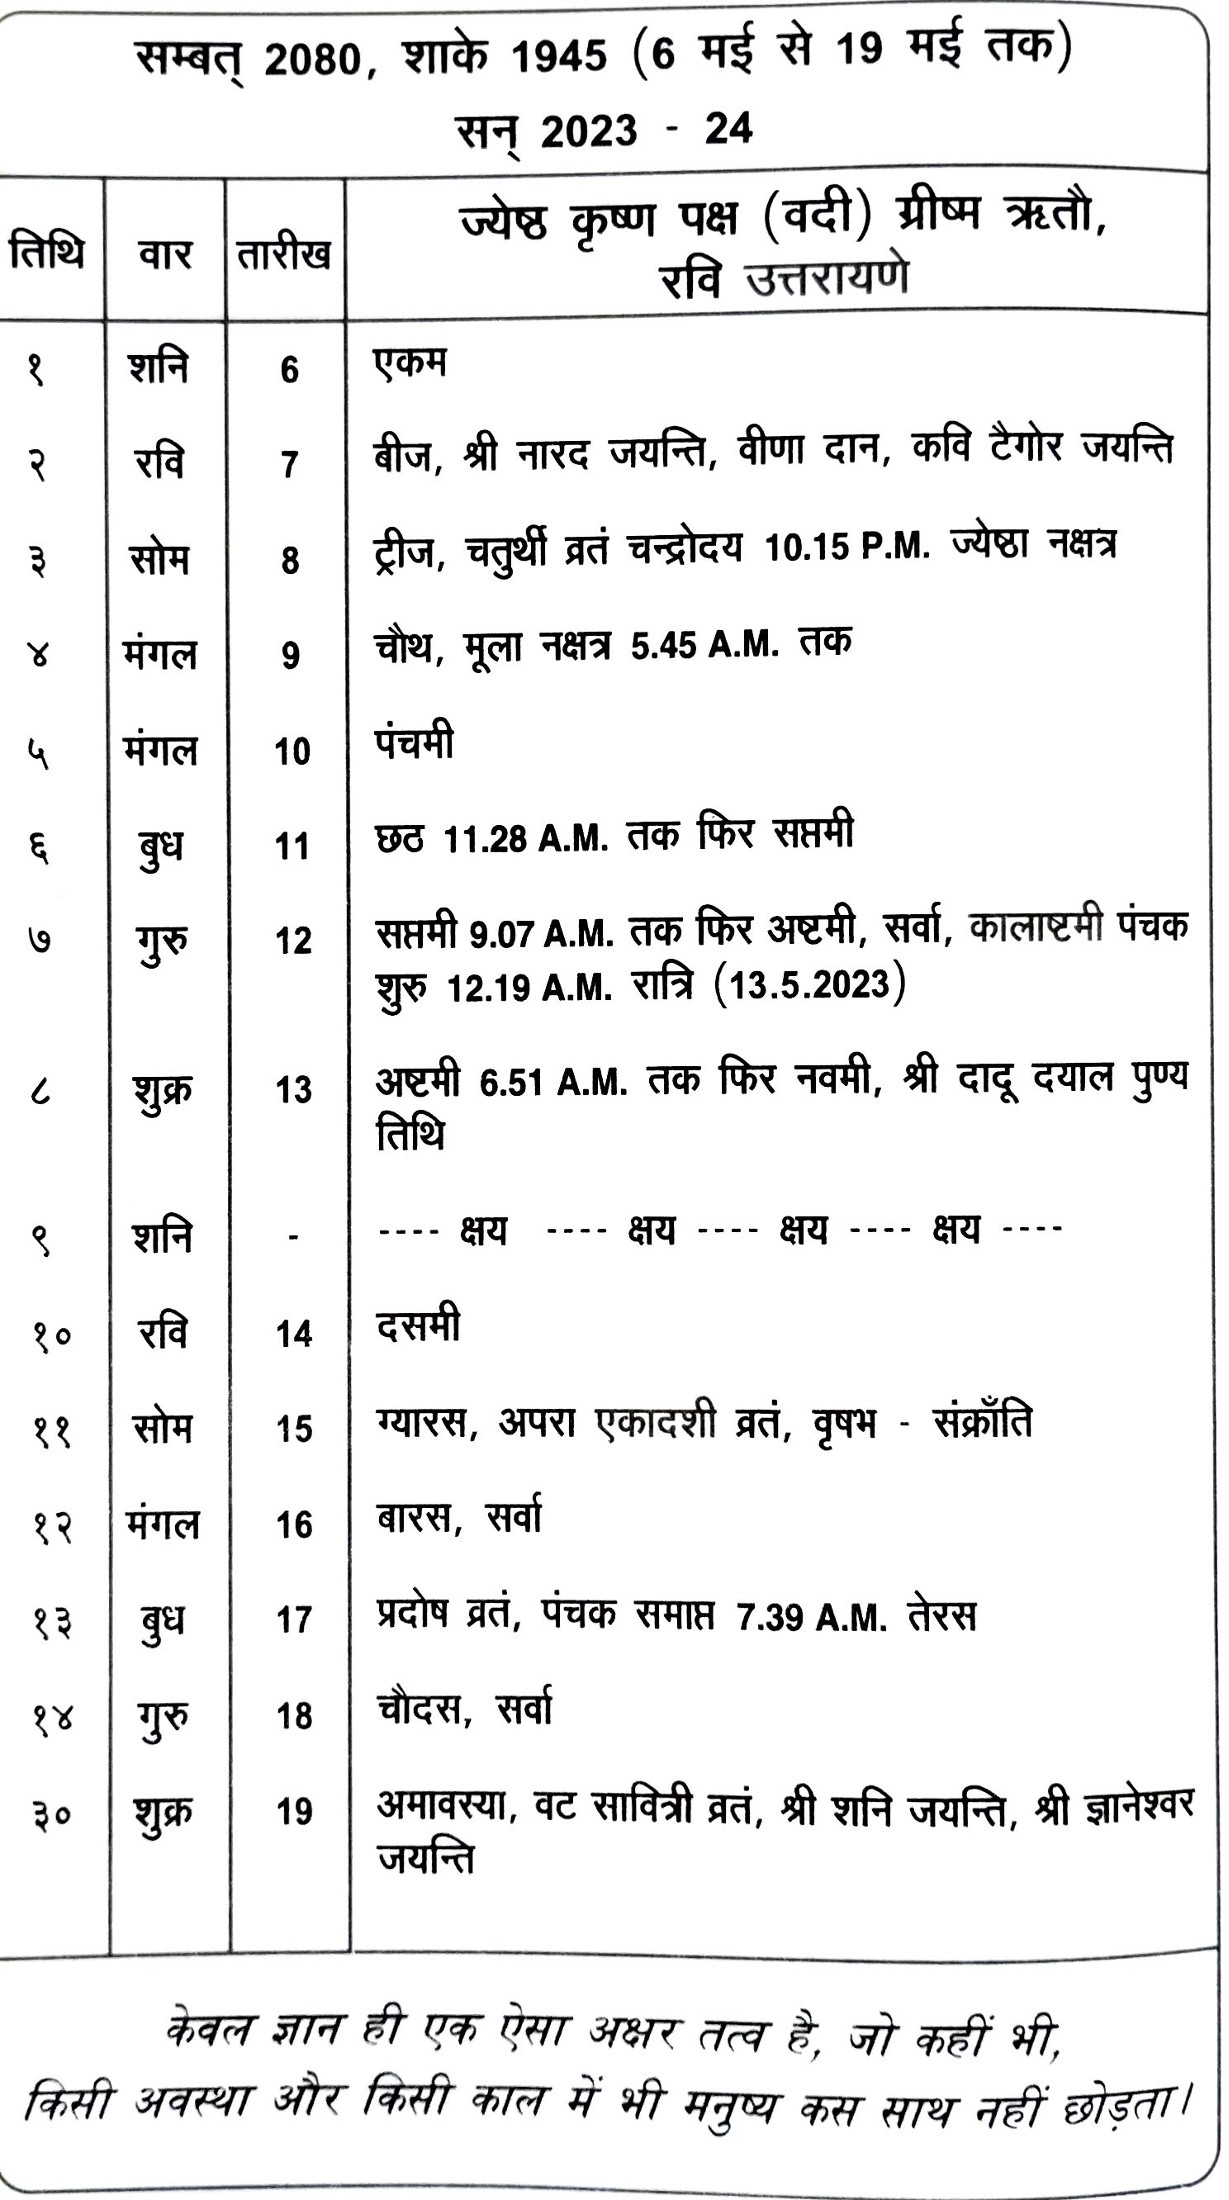 सम्बत् 2080, शाके 1945 (6 मई से 19 मई तक)
सन् 2023 - 24
तिथि वार तारीख ज्येष्ठ कृष्ण पक्ष (वदी) ग्रीष्म ऋतौ,
रवि उत्तरायणे
१ शनि 6 एकम
२ रवि 7 बीज, श्री नारद जयन्ति, वीणा दान, कवि टैगोर जयन्ति
३ सोम 8 ट्रीज, चतुर्थी व्रतं चन्द्रोदय 10.15 P.M. ज्येष्ठा नक्षत्र
४ मंगल 9 चौथ, मूला नक्षत्र 5.45 A.M. तक
५ मंगल 10 पंचमी
६ बुध 11 छठ 11.28 A.M. तक फिर सप्तमी
७ गुरु 12 सप्तमी 9.07 A.M. तक फिर अष्टमी, सर्वा, कालाष्टमी पंचक
शुरु 12.19 A.M. रात्रि (13.5.2023)
८ शुक्र 13 अष्टमी 6.51 A.M. तक फिर नवमी, श्री दादू दयाल पुण्य
तिथि
९ शनि - ---- क्षय ---- क्षय ---- क्षय ---- क्षय ----
१० रवि 14 दसमी
११ सोम 15 ग्यारस, अपरा एकादशी व्रतं, वृषभ - संक्राँति
१२ मंगल 16 बारस, सर्वा
१३ बुध 17 प्रदोष व्रतं, पंचक समाप्त 7.39 A.M. तेरस
१४ गुरु 18 चौदस, सर्वा
३० शुक्र 19 अमावस्या, वट सावित्री व्रतं, श्री शनि जयन्ति, श्री ज्ञानेश्वर
जयन्ति
केवल ज्ञान ही एक ऐसा अक्षर तत्व है, जो कहीं भी,
किसी अवस्था और किसी काल में भी मनुष्य कस साथ नहीं छोड़ता।